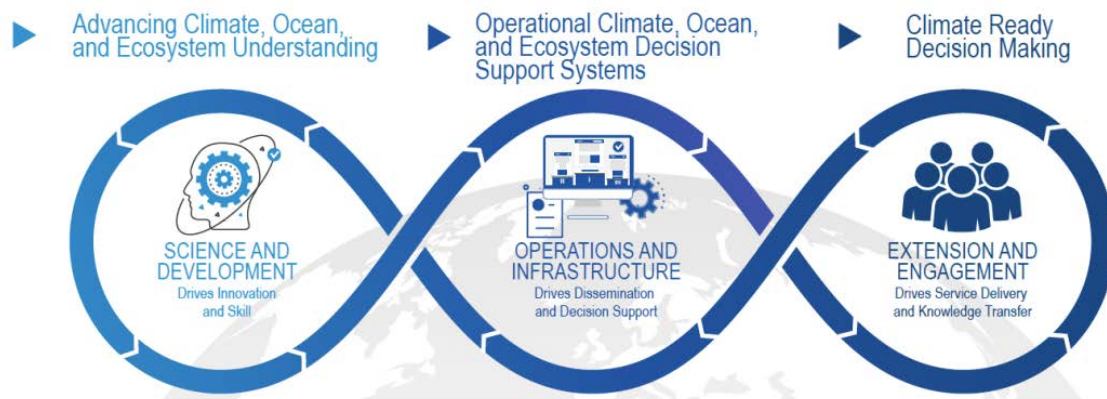 Advancing Climate, Ocean,
and Ecosystem Understanding
Operational Climate, Ocean,
and Ecosystem Decision
Support Systems
Climate Ready
Decision Making
SCIENCE AND
DEVELOPMENT
Drives Innovation
and Skill
OPERATIONS AND
INFRASTRUCTURE
Drives Dissemination
and Decision Support
EXTENSION AND
ENGAGEMENT
Drives Service Delivery
and Knowledge Transfer